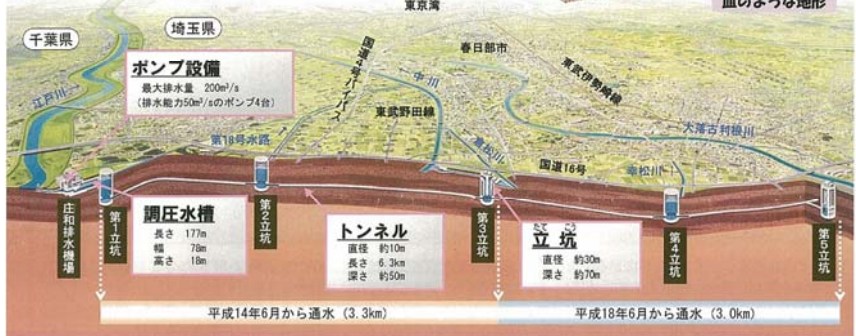 東京湾
皿のような地形
千葉県
埼玉県
ポンプ設備
最大排水量 200m³/s
(排水能力50m³/sのポンプ4台)
江戸川
国道4号バイパス
中川
春日部市
東武伊勢崎線
東武野田線
第18号水路
倉松川
大落古利根川
国道16号
幸松川
庄和排水機場
第1立坑
調圧水槽
長さ 177m
幅 78m
高さ 18m
第2立坑
トンネル
直径 約10m
長さ 6.3km
深さ 約50m
第3立坑
たて こう
立坑
直径 約30m
深さ 約70m
第4立坑
第5立坑
平成14年6月から通水(3.3km)
平成18年6月から通水(3.0km)